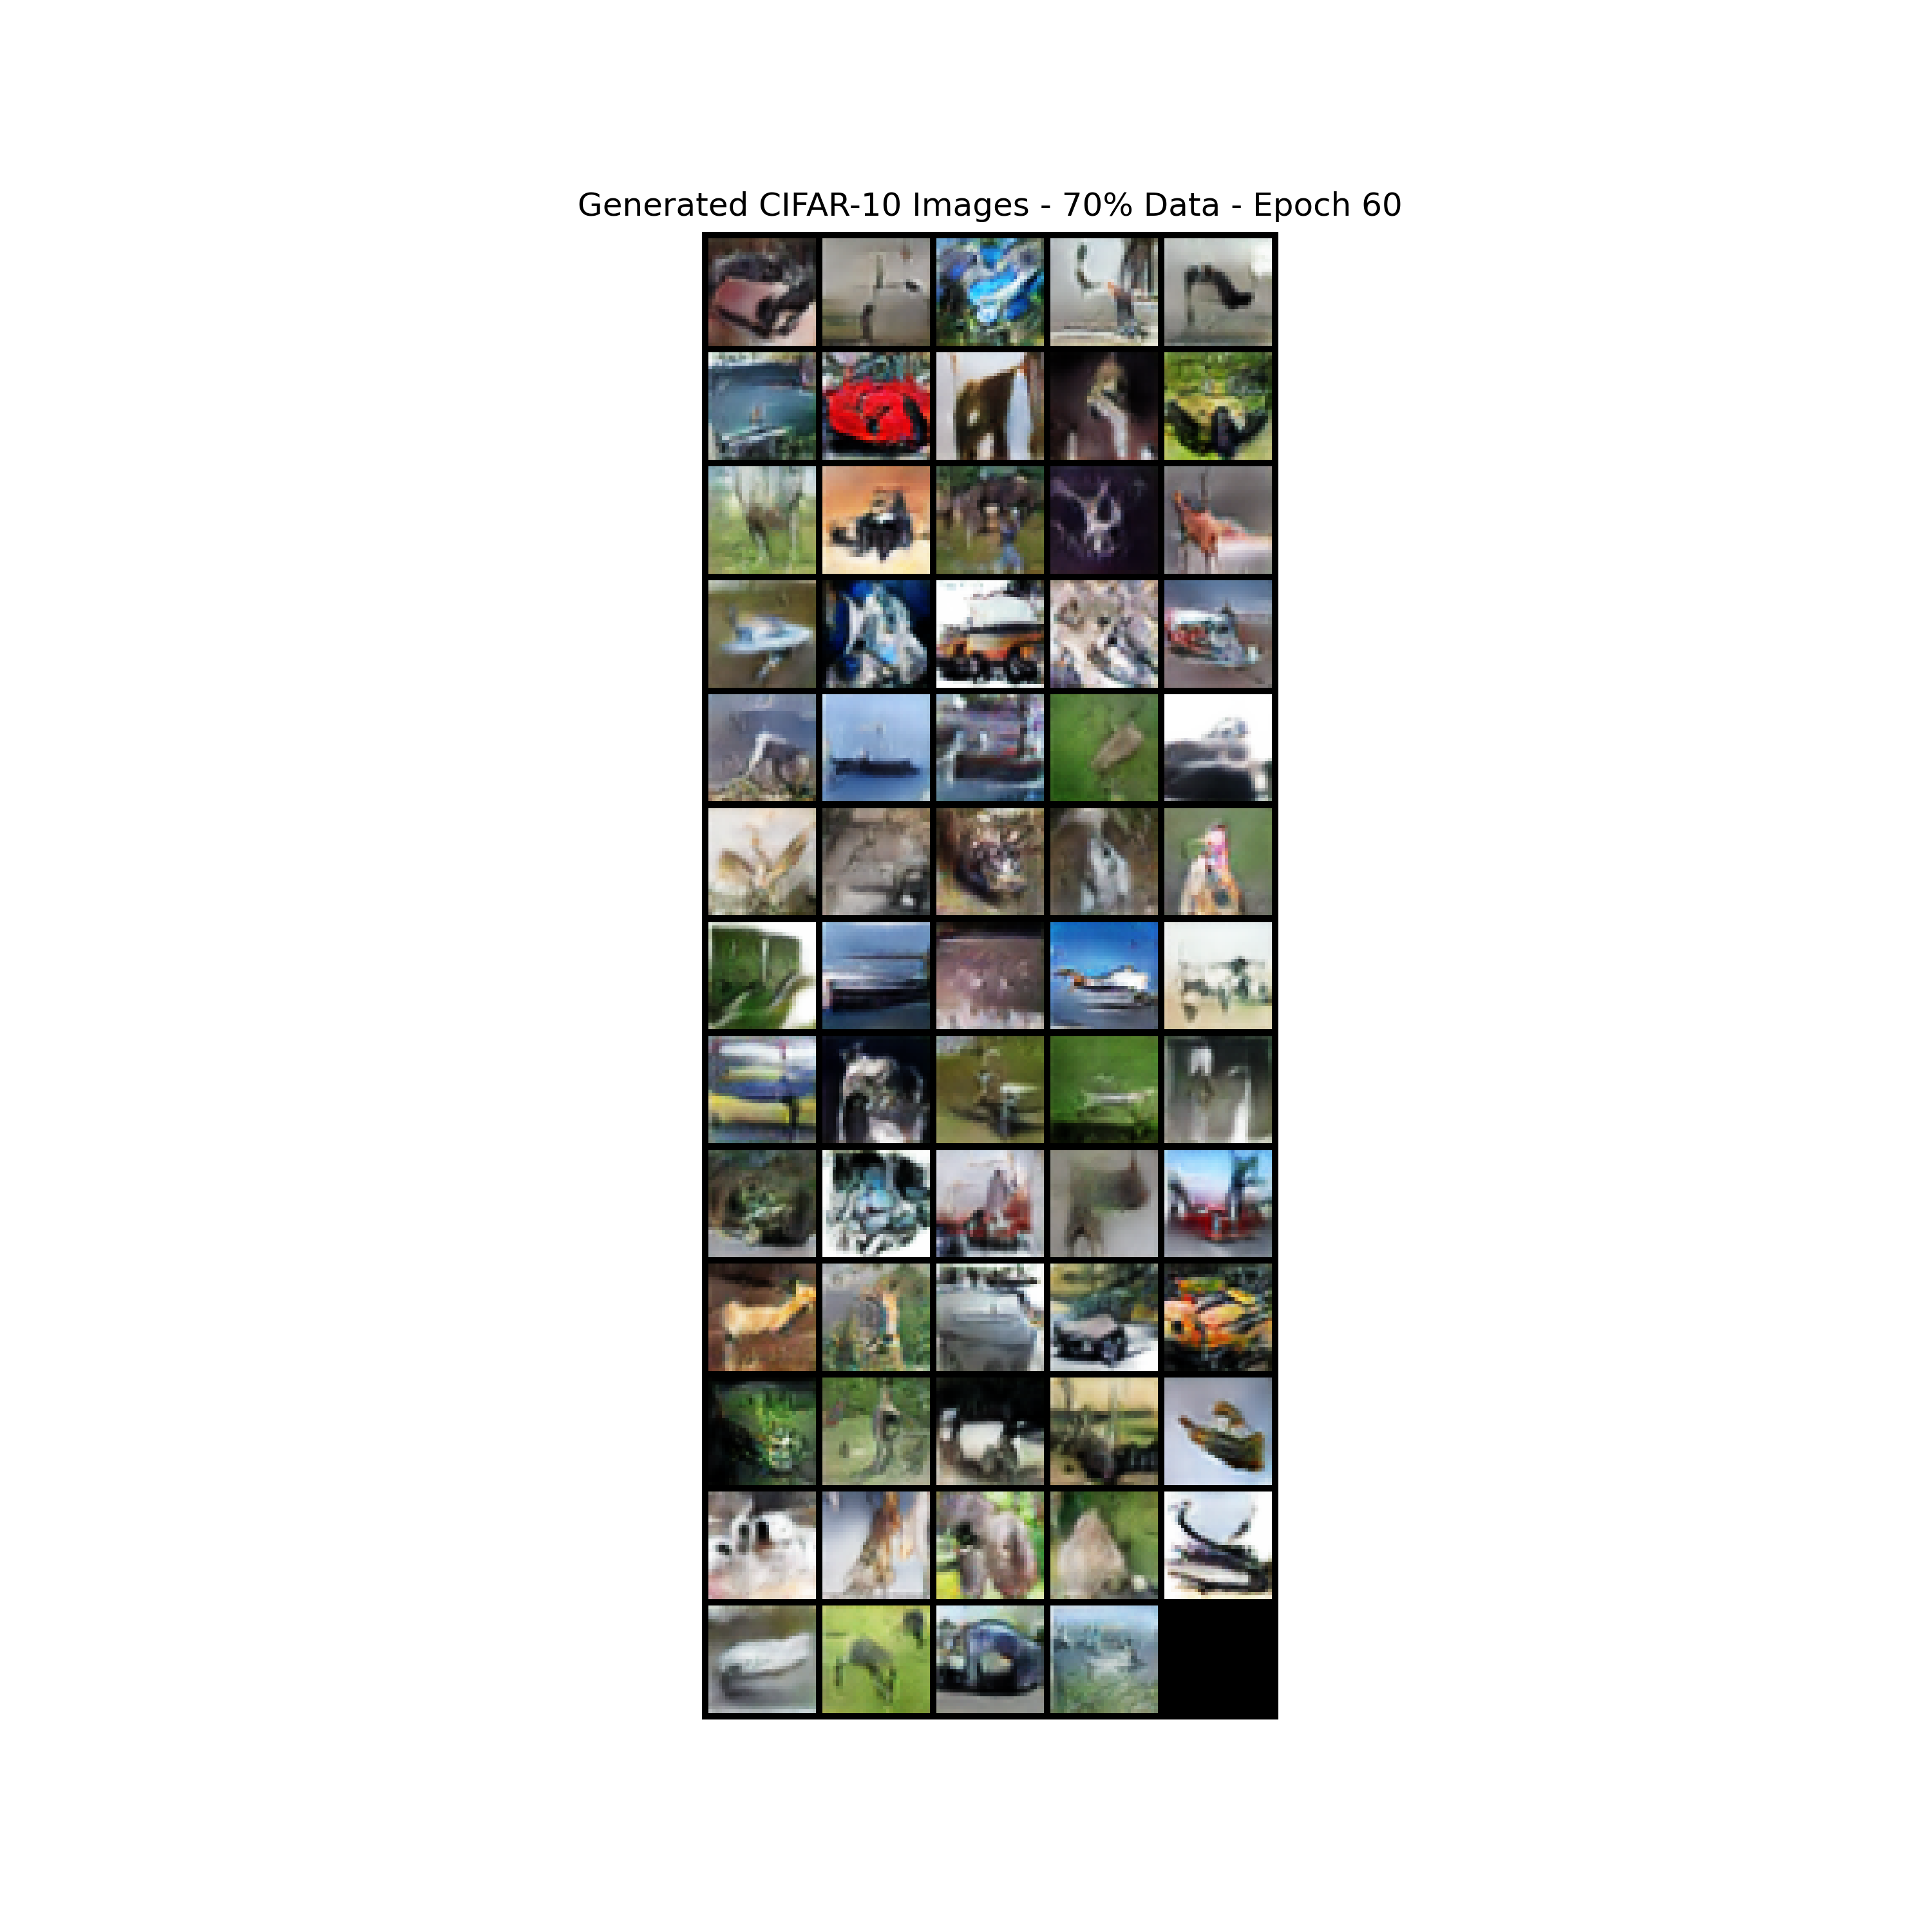 Generated CIFAR-10 Images - 70% Data - Epoch 60